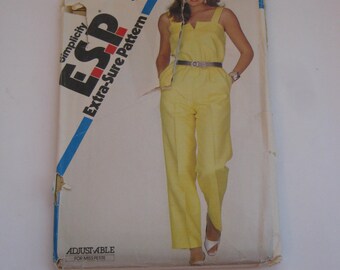 Simplicity
E.S.P.
Extra-Sure Pattern
ADJUSTABLE